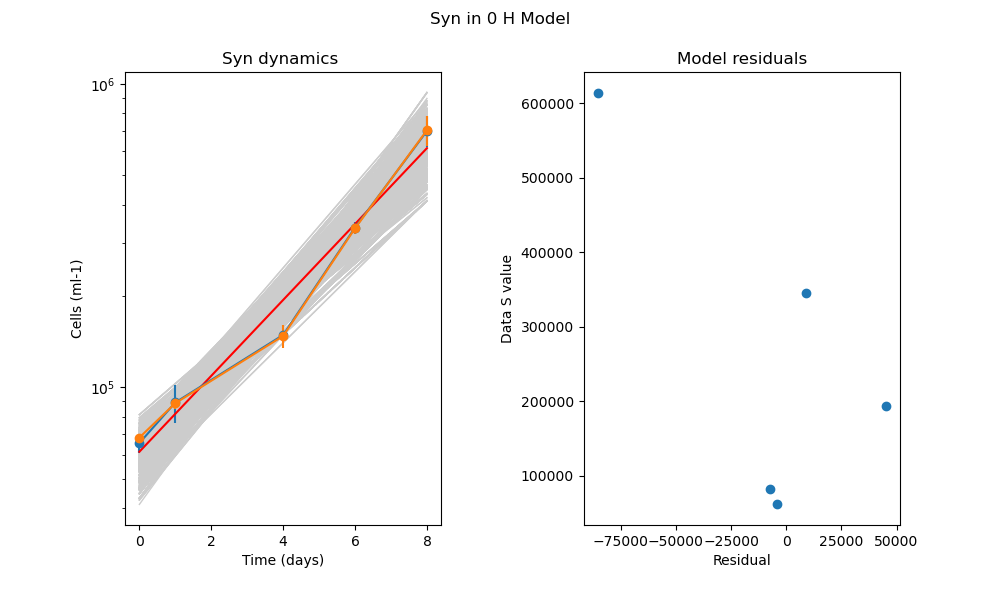 Syn in 0 H Model
Syn dynamics
Model residuals
10^6
10^5
Cells (ml-1)
0 2 4 6 8
Time (days)
600000
500000
400000
300000
200000
100000
Data S value
−75000 −50000 −25000 0 25000 50000
Residual